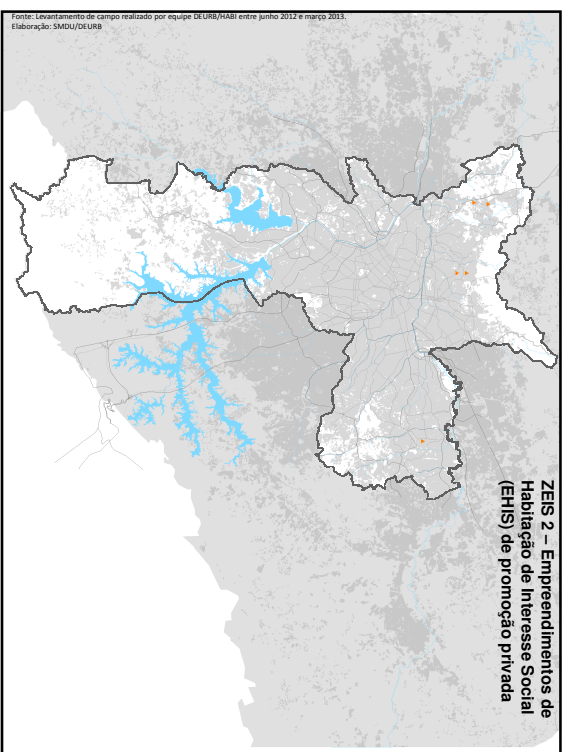 Fonte: Levantamento de campo realizado por equipe DEURB/HABI entre junho 2012 e março 2013.
Elaboração: SMDU/DEURB
ZEIS 2 – Empreendimentos de
Habitação de Interesse Social
(EHIS) de promoção privada